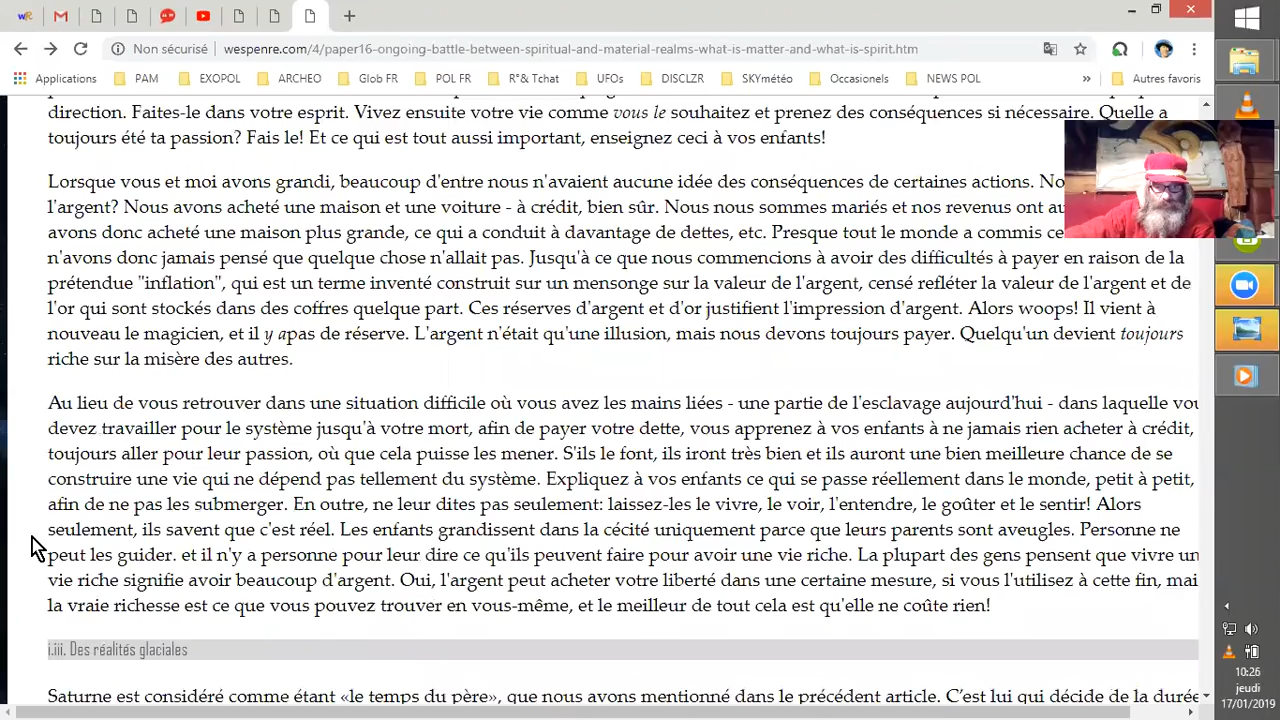 Non sécurisé
wespenre.com/4/paper16-ongoing-battle-between-spiritual-and-material-realms-what-is-matter-and-what-is-spirit.htm
Applications PAM EXOPOL ARCHEO Glob FR POL FR R°& Tchat UFOs DISCLZR SKYmétéo Occasionels NEWS POL » Autres favoris
direction. Faites-le dans votre esprit. Vivez ensuite votre vie comme vous le souhaitez et prenez des conséquences si nécessaire. Quelle a
toujours été ta passion? Fais le! Et ce qui est tout aussi important, enseignez ceci à vos enfants!
Lorsque vous et moi avons grandi, beaucoup d'entre nous n'avaient aucune idée des conséquences de certaines actions.
l'argent? Nous avons acheté une maison et une voiture - à crédit, bien sûr. Nous nous sommes mariés et nos revenus ont
avons donc acheté une maison plus grande, ce qui a conduit à davantage de dettes, etc. Presque tout le monde a commis
n'avons donc jamais pensé que quelque chose n'allait pas. Jusqu'à ce que nous commencions à avoir des difficultés à payer en raison de la
prétendue "inflation", qui est un terme inventé construit sur un mensonge sur la valeur de l'argent, censé refléter la valeur de l'argent et de
l'or qui sont stockés dans des coffres quelque part. Ces réserves d'argent et d'or justifient l'impression d'argent. Alors woops! Il vient à
nouveau le magicien, et il y apas de réserve. L'argent n'était qu'une illusion, mais nous devons toujours payer. Quelqu'un devient toujours
riche sur la misère des autres.
Au lieu de vous retrouver dans une situation difficile où vous avez les mains liées - une partie de l'esclavage aujourd'hui - dans laquelle vou
devez travailler pour le système jusqu'à votre mort, afin de payer votre dette, vous apprenez à vos enfants à ne jamais rien acheter à crédit,
toujours aller pour leur passion, où que cela puisse les mener. S'ils le font, ils iront très bien et ils auront une bien meilleure chance de se
construire une vie qui ne dépend pas tellement du système. Expliquez à vos enfants ce qui se passe réellement dans le monde, petit à petit,
afin de ne pas les submerger. En outre, ne leur dites pas seulement: laissez-les le vivre, le voir, l'entendre, le goûter et le sentir! Alors
seulement, ils savent que c'est réel. Les enfants grandissent dans la cécité uniquement parce que leurs parents sont aveugles. Personne ne
peut les guider. et il n'y a personne pour leur dire ce qu'ils peuvent faire pour avoir une vie riche. La plupart des gens pensent que vivre un
vie riche signifie avoir beaucoup d'argent. Oui, l'argent peut acheter votre liberté dans une certaine mesure, si vous l'utilisez à cette fin, mai
la vraie richesse est ce que vous pouvez trouver en vous-même, et le meilleur de tout cela est qu'elle ne coûte rien!
i.iii. Des réalités glaciales
Saturne est considéré comme étant «le temps du père», que nous avons mentionné dans le précédent article. C'est lui qui décide de la durée
10:26
jeudi
17/01/2019